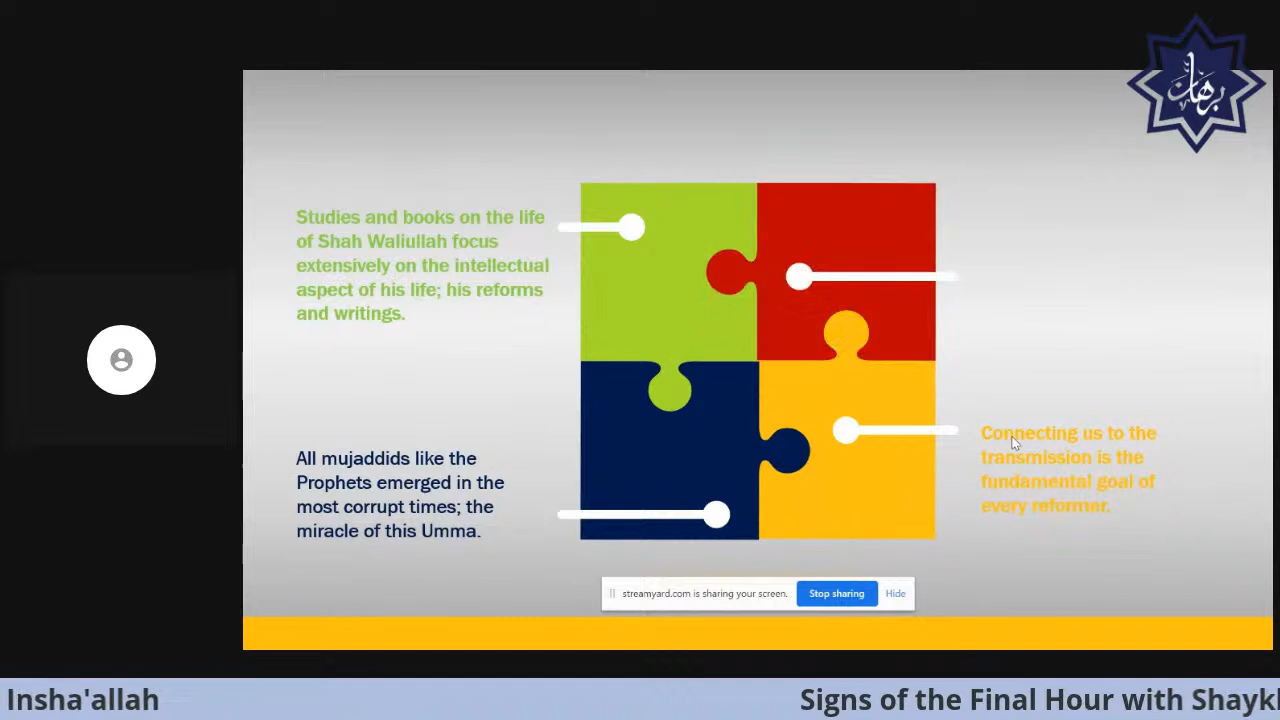 برهان
Studies and books on the life
of Shah Waliullah focus
extensively on the intellectual
aspect of his life; his reforms
and writings.
All mujaddids like the
Prophets emerged in the
most corrupt times; the
miracle of this Umma.
Connecting us to the
transmission is the
fundamental goal of
every reformer.
streamyard.com is sharing your screen.
Stop sharing
Hide
Insha'allah
Signs of the Final Hour with Shayk